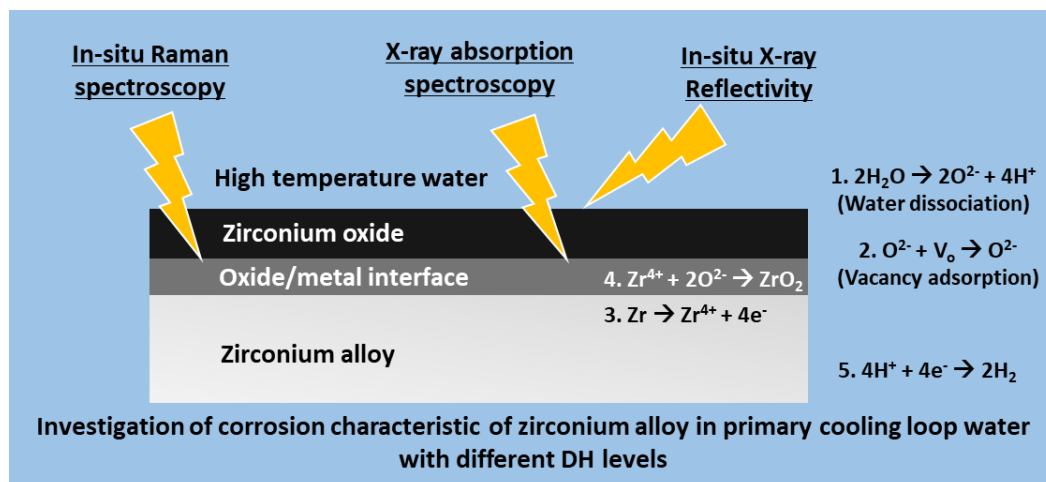 In-situ Raman
spectroscopy
X-ray absorption
spectroscopy
In-situ X-ray
Reflectivity
High temperature water
Zirconium oxide
Oxide/metal interface
4. Zr⁴⁺ + 2O²⁻ → ZrO₂
3. Zr → Zr⁴⁺ + 4e⁻
Zirconium alloy
1. 2H₂O → 2O²⁻ + 4H⁺
(Water dissociation)
2. O²⁻ + Vₒ → O²⁻
(Vacancy adsorption)
5. 4H⁺ + 4e⁻ → 2H₂
Investigation of corrosion characteristic of zirconium alloy in primary cooling loop water
with different DH levels